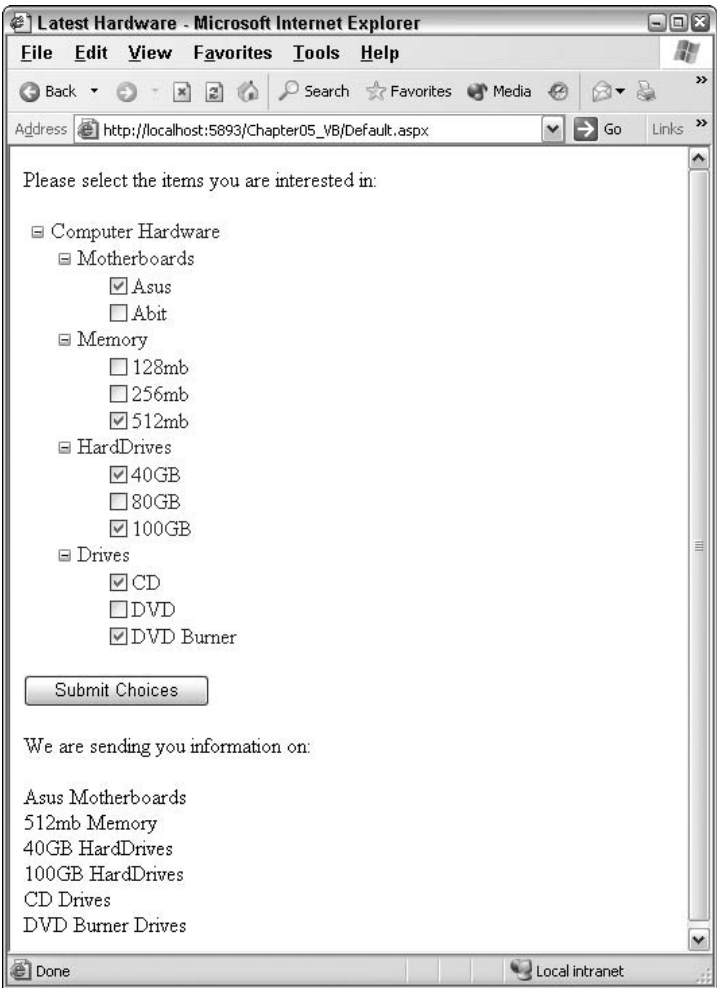 Latest Hardware - Microsoft Internet Explorer
File Edit View Favorites Tools Help
Back Search Favorites Media »
Address http://localhost:5893/Chapter05_VB/Default.aspx Go Links »
Please select the items you are interested in:
Computer Hardware
Motherboards
Asus
Abit
Memory
128mb
256mb
512mb
HardDrives
40GB
80GB
100GB
Drives
CD
DVD
DVD Burner
Submit Choices
We are sending you information on:
Asus Motherboards
512mb Memory
40GB HardDrives
100GB HardDrives
CD Drives
DVD Burner Drives
Done Local intranet